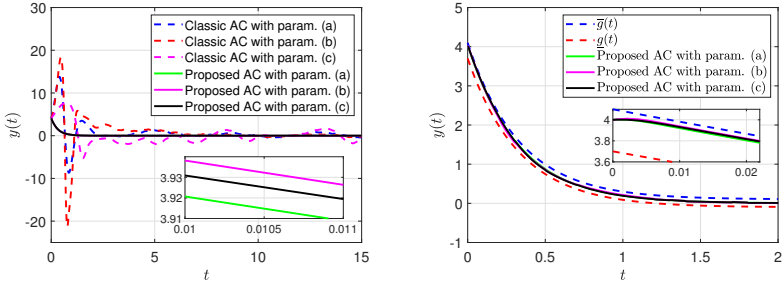 30
20
10
0
-10
-20
y(t)
Classic AC with param. (a)
Classic AC with param. (b)
Classic AC with param. (c)
Proposed AC with param. (a)
Proposed AC with param. (b)
Proposed AC with param. (c)
3.93
3.92
3.91
0.01 0.0105 0.011
0 5 10 15
t
5
4
3
2
1
0
-1
y(t)
g̅(t)
g̲(t)
Proposed AC with param. (a)
Proposed AC with param. (b)
Proposed AC with param. (c)
4
3.8
3.6
0 0.01 0.02
0 0.5 1 1.5 2
t